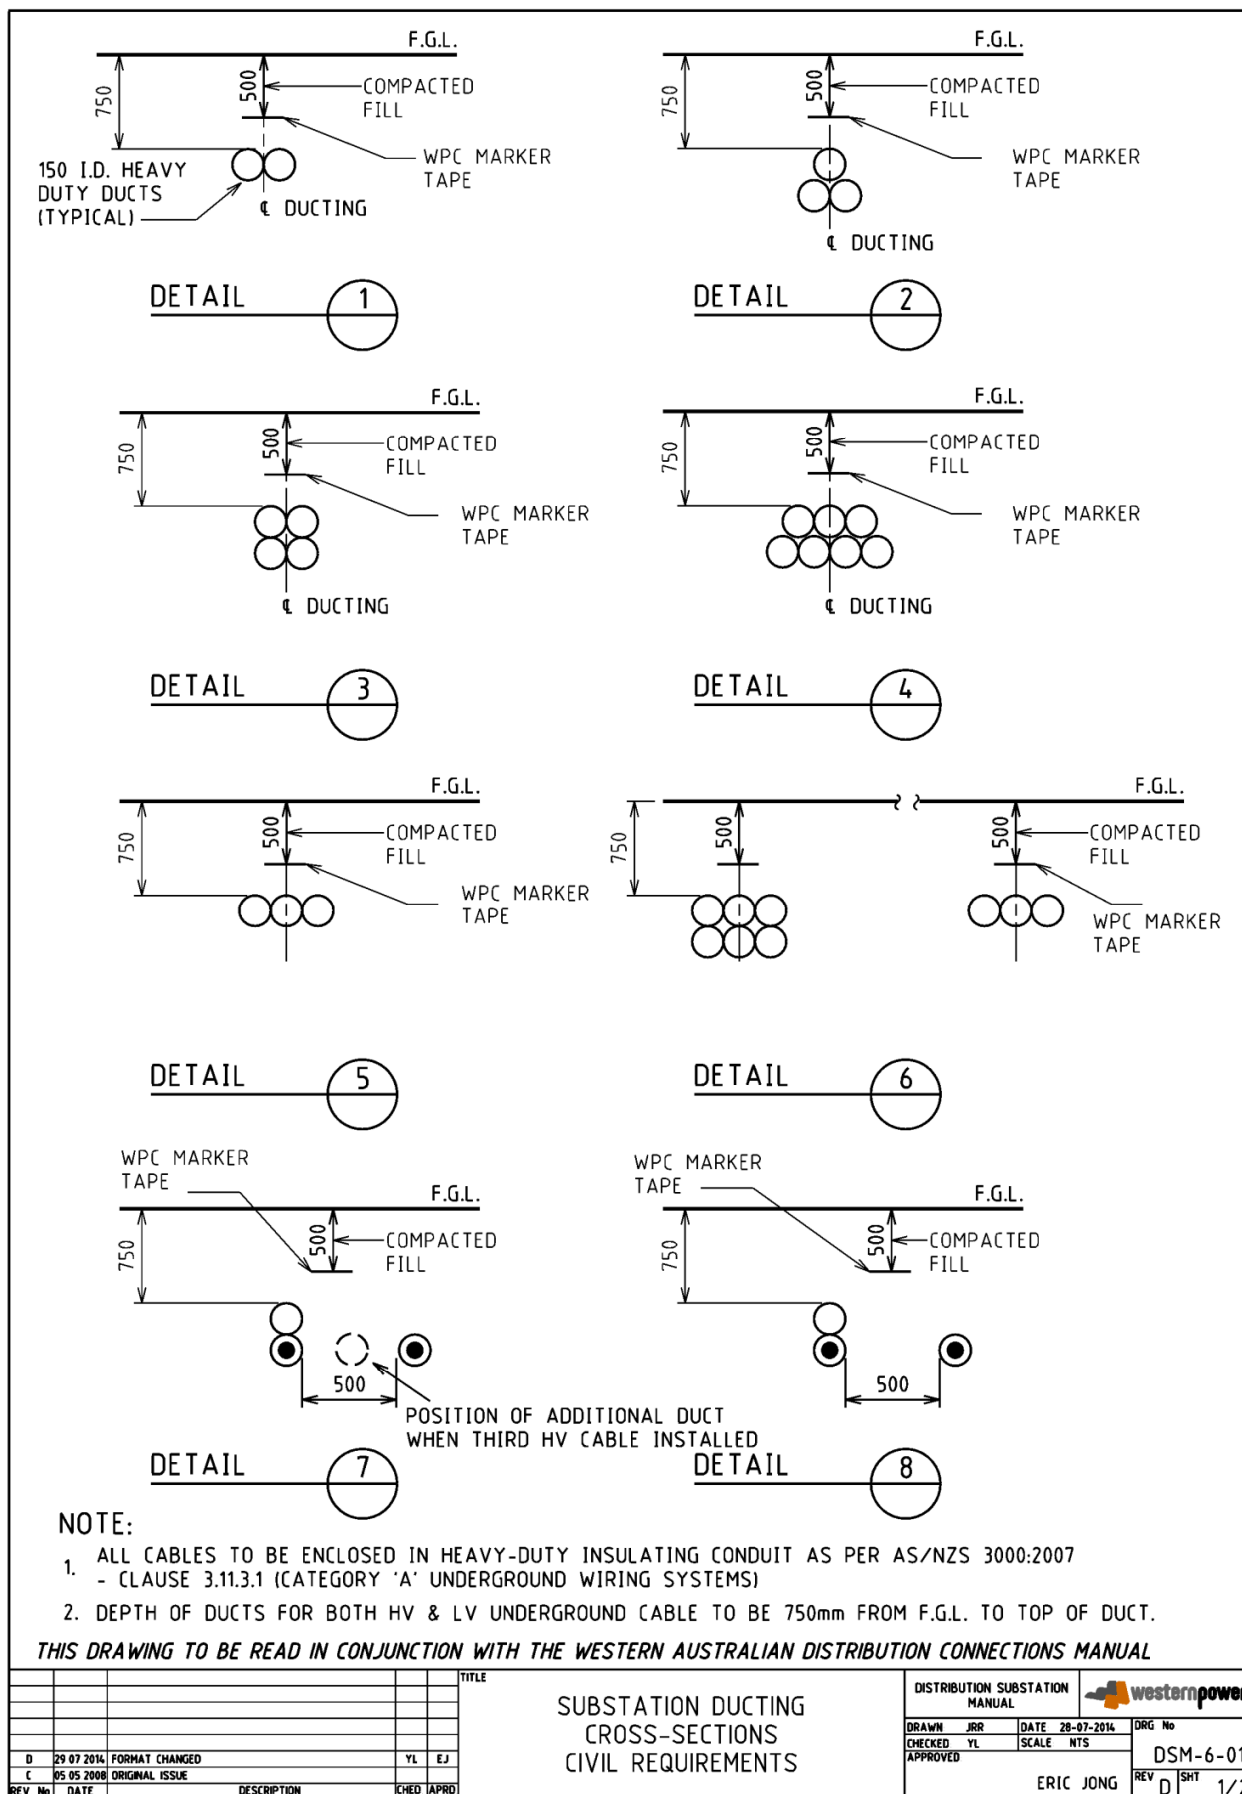 F.G.L.
750
500
COMPACTED
FILL
WPC MARKER
TAPE
150 I.D. HEAVY
DUTY DUCTS
(TYPICAL)
℄ DUCTING
DETAIL 1
F.G.L.
750
500
COMPACTED
FILL
WPC MARKER
TAPE
℄ DUCTING
DETAIL 2
F.G.L.
750
500
COMPACTED
FILL
WPC MARKER
TAPE
℄ DUCTING
DETAIL 3
F.G.L.
750
500
COMPACTED
FILL
WPC MARKER
TAPE
℄ DUCTING
DETAIL 4
F.G.L.
750
500
COMPACTED
FILL
WPC MARKER
TAPE
DETAIL 5
F.G.L.
750
500
500
COMPACTED
FILL
WPC MARKER
TAPE
DETAIL 6
WPC MARKER
TAPE
F.G.L.
750
500
COMPACTED
FILL
500
POSITION OF ADDITIONAL DUCT
WHEN THIRD HV CABLE INSTALLED
DETAIL 7
WPC MARKER
TAPE
F.G.L.
750
500
COMPACTED
FILL
500
DETAIL 8
NOTE:
1. ALL CABLES TO BE ENCLOSED IN HEAVY-DUTY INSULATING CONDUIT AS PER AS/NZS 3000:2007
- CLAUSE 3.11.3.1 (CATEGORY 'A' UNDERGROUND WIRING SYSTEMS)
2. DEPTH OF DUCTS FOR BOTH HV & LV UNDERGROUND CABLE TO BE 750mm FROM F.G.L. TO TOP OF DUCT.
THIS DRAWING TO BE READ IN CONJUNCTION WITH THE WESTERN AUSTRALIAN DISTRIBUTION CONNECTIONS MANUAL
D 29 07 2014 FORMAT CHANGED YL EJ
C 05 05 2008 ORIGINAL ISSUE
REV No DATE DESCRIPTION CHED APRD
TITLE
SUBSTATION DUCTING
CROSS-SECTIONS
CIVIL REQUIREMENTS
DISTRIBUTION SUBSTATION
MANUAL
westernpower
DRAWN JRR DATE 28-07-2014
CHECKED YL SCALE NTS
APPROVED
ERIC JONG
DRG No
DSM-6-01
REV D SHT 1/2